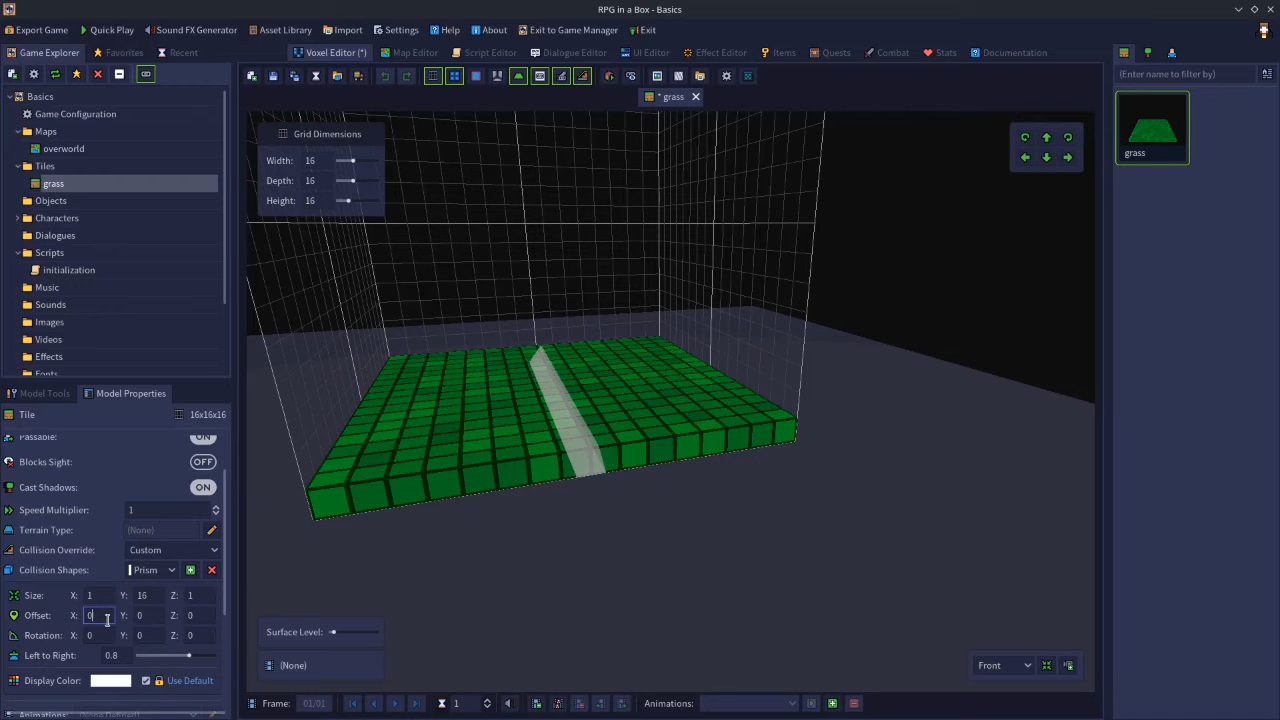 RPG in a Box - Basics
Export Game Quick Play Sound FX Generator Asset Library Import Settings Help About Exit to Game Manager Exit
Game Explorer Favorites Recent Voxel Editor (*) Map Editor Script Editor Dialogue Editor UI Editor Effect Editor Items Quests Combat Stats Documentation
(Enter name to filter by)
* grass
grass
Basics
Game Configuration
Maps
overworld
Tiles
grass
Objects
Characters
Dialogues
Scripts
initialization
Music
Sounds
Images
Videos
Effects
Fonts
Grid Dimensions
Width: 16
Depth: 16
Height: 16
Model Tools Model Properties
Tile 16x16x16
Passable: ON
Blocks Sight: OFF
Cast Shadows: ON
Speed Multiplier: 1
Terrain Type: (None)
Collision Override: Custom
Collision Shapes: Prism
Size: X: 1 Y: 16 Z: 1
Offset: X: 0 Y: 0 Z: 0
Rotation: X: 0 Y: 0 Z: 0
Left to Right: 0.8
Display Color: Use Default
Animations: (None Defined)
Surface Level:
(None)
Front
Frame: 01/01 1 Animations: